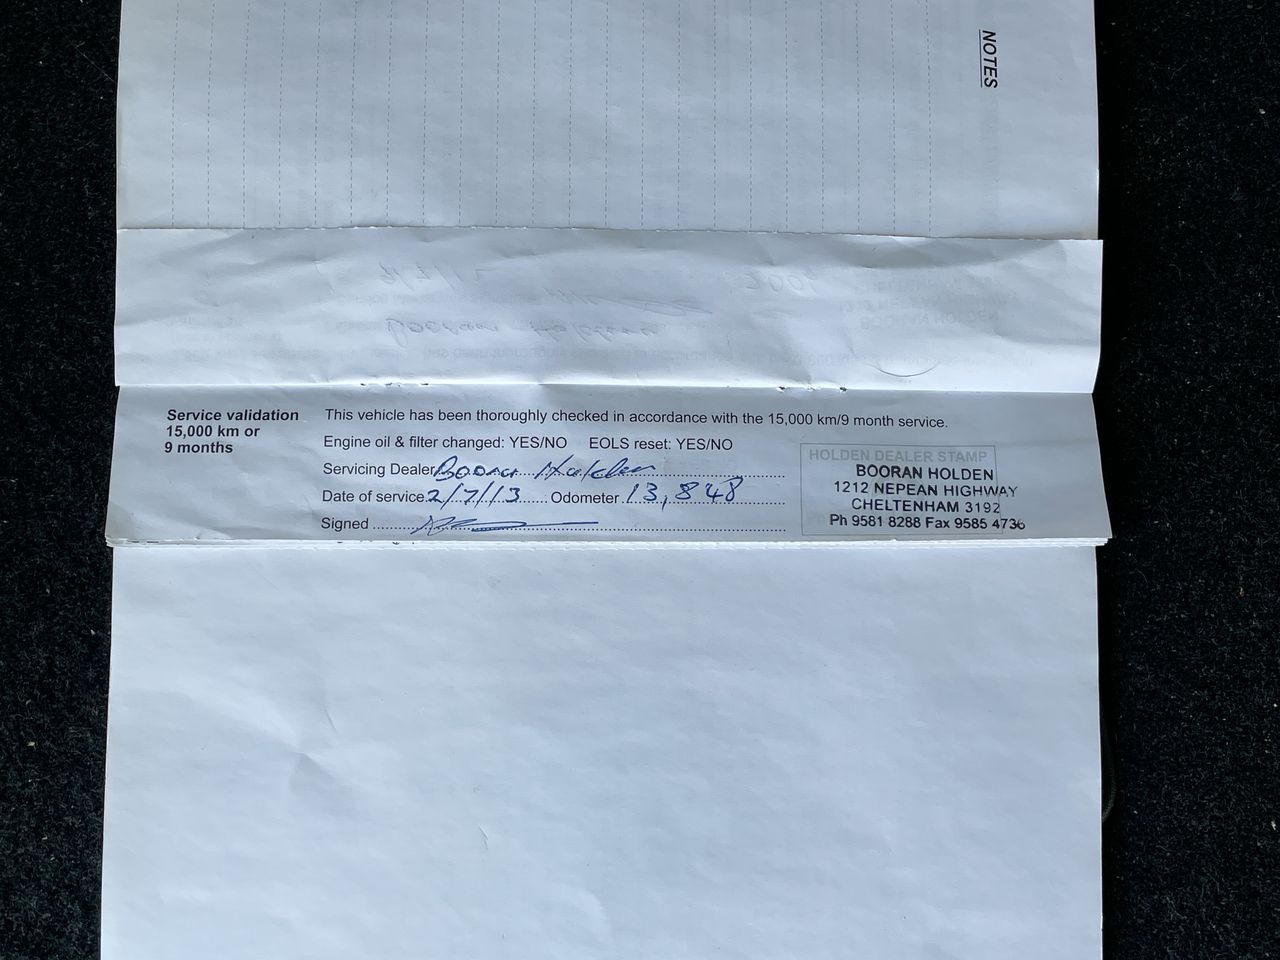 NOTES
Service validation
15,000 km or
9 months
This vehicle has been thoroughly checked in accordance with the 15,000 km/9 month service.
Engine oil & filter changed: YES/NO EOLS reset: YES/NO
Servicing Dealer Booran Holden
Date of service 2/7/13 Odometer 13,848
Signed
HOLDEN DEALER STAMP
BOORAN HOLDEN
1212 NEPEAN HIGHWAY
CHELTENHAM 3192
Ph 9581 8288 Fax 9585 4736